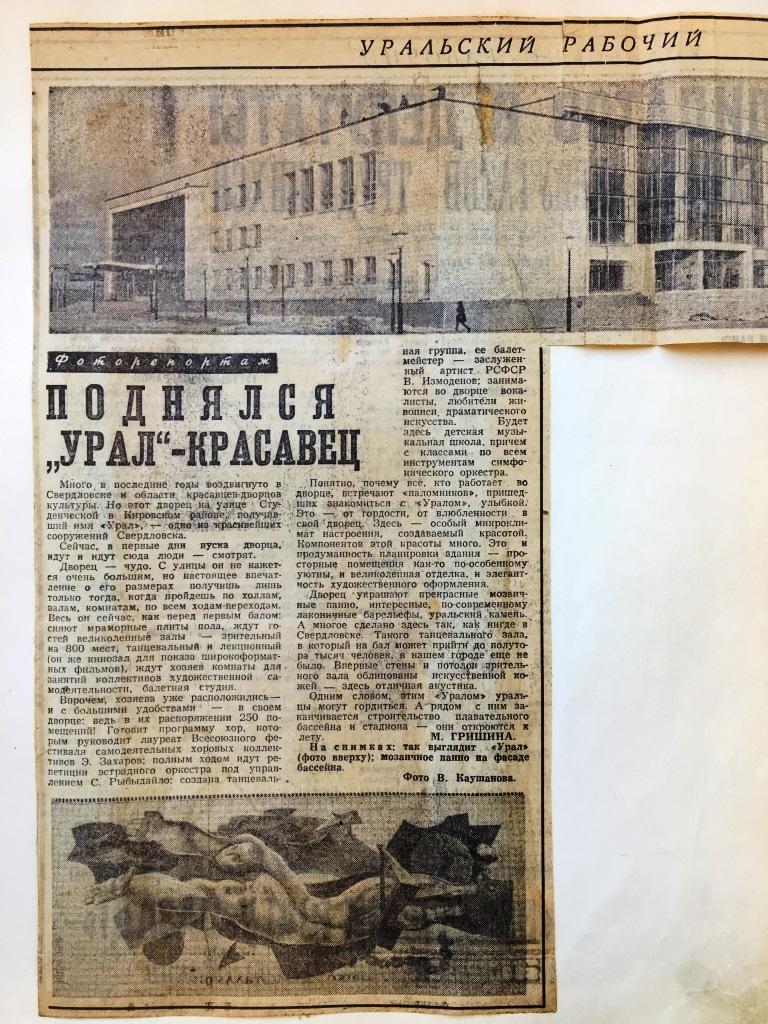 УРАЛЬСКИЙ РАБОЧИЙ
Фоторепортаж
ПОДНЯЛСЯ
„УРАЛ“-КРАСАВЕЦ
Много в последние годы воздвигнуто в
Свердловске и области красавцев-дворцов
культуры. Но этот дворец на улице Сту-
денческой в Кировском районе, получив-
ший имя «Урал», — одно из красивейших
сооружений Свердловска.
Сейчас, в первые дни пуска дворца,
идут и идут сюда люди — смотрят.
Дворец — чудо. С улицы он не кажет-
ся очень большим, но настоящее впечат-
ление о его размерах получишь лишь
только тогда, когда пройдешь по холлам,
залам, комнатам, по всем ходам-переходам.
Весь он сейчас, как перед первым балом:
сияют мраморные плиты пола, ждут го-
стей великолепные залы — зрительный
на 800 мест, танцевальный и лекционный
(он же кинозал для показа широкоформат-
ных фильмов), ждут хозяев комнаты для
занятий коллективов художественной са-
модеятельности, балетная студия.
Впрочем, хозяева уже расположились—
и с большими удобствами — в своем
дворце: ведь в их распоряжении 250 по-
мещений! Готовит программу хор, кото-
рым руководит лауреат Всесоюзного фе-
стиваля самодеятельных хоровых коллек-
тивов Э. Захаров; полным ходом идут ре-
петиции эстрадного оркестра под управ-
лением С. Рыбыдайло; создана танцеваль-
ная группа, ее балет-
мейстер — заслужен-
ный артист РСФСР
В. Измоденов; занима-
ются во дворце вока-
листы, любители жи-
вописи, драматического
искусства. Будет
здесь детская музы-
кальная школа, причем
с классами по всем
инструментам симфо-
нического оркестра.
Понятно, почему все, кто работает во
дворце, встречают «паломников», пришед-
ших знакомиться с «Уралом», улыбкой.
Это — от гордости, от влюбленности в
свой дворец. Здесь — особый микрокли-
мат настроения, создаваемый красотой.
Компонентов этой красоты много. Это и
продуманность планировки здания — про-
сторные помещения как-то по-особенному
уютны, и великолепная отделка, и элегант-
ность художественного оформления.
Дворец украшают прекрасные мозаич-
ные панно, интересные, по-современному
лаконичные барельефы, уральский камень.
А многое сделано здесь так, как нигде в
Свердловске. Такого танцевального зала,
в который на бал может прийти до полуто-
ра тысяч человек, в нашем городе еще не
было. Впервые стены и потолок зритель-
ного зала облицованы искусственной ко-
жей — здесь отличная акустика.
Одним словом, этим «Уралом» ураль-
цы могут гордиться. А рядом с ним за-
канчивается строительство плавательного
бассейна и стадиона — они откроются к
лету.
М. ГРИШИНА.
На снимках: так выглядит «Урал»
(фото вверху); мозаичное панно на фасаде
бассейна.
Фото В. Каушанова.